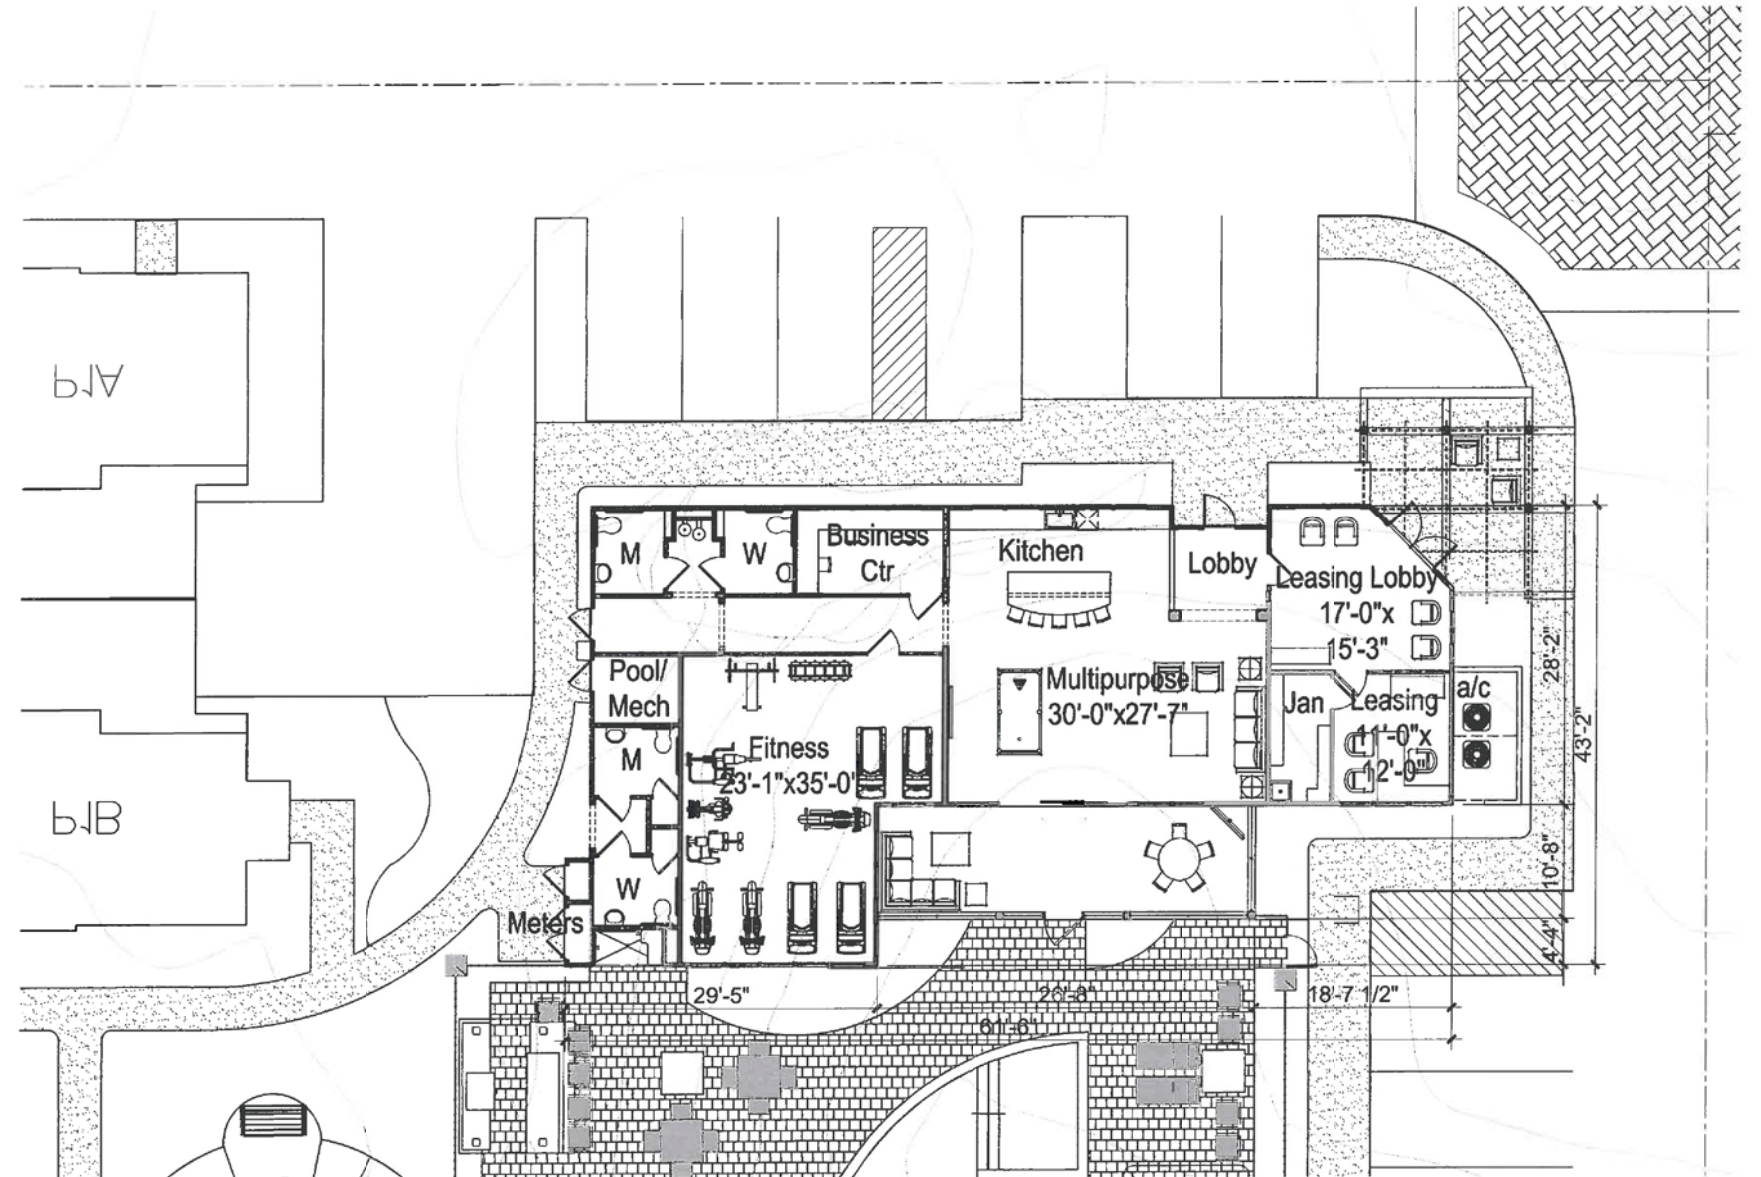 P1A
M
W
Business
Ctr
Kitchen
Lobby
Leasing Lobby
17'-0"x
15'-3"
Pool/
Mech
Multipurpose
30'-0"x27'-7"
Jan
Leasing
11'-0"x
12'-0"
a/c
28'-2"
43'-2"
M
Fitness
23'-1"x35'-0"
P1B
W
Meters
10'-8"
4'-4"
29'-5"
26'-8"
18'-7 1/2"
61'-6"